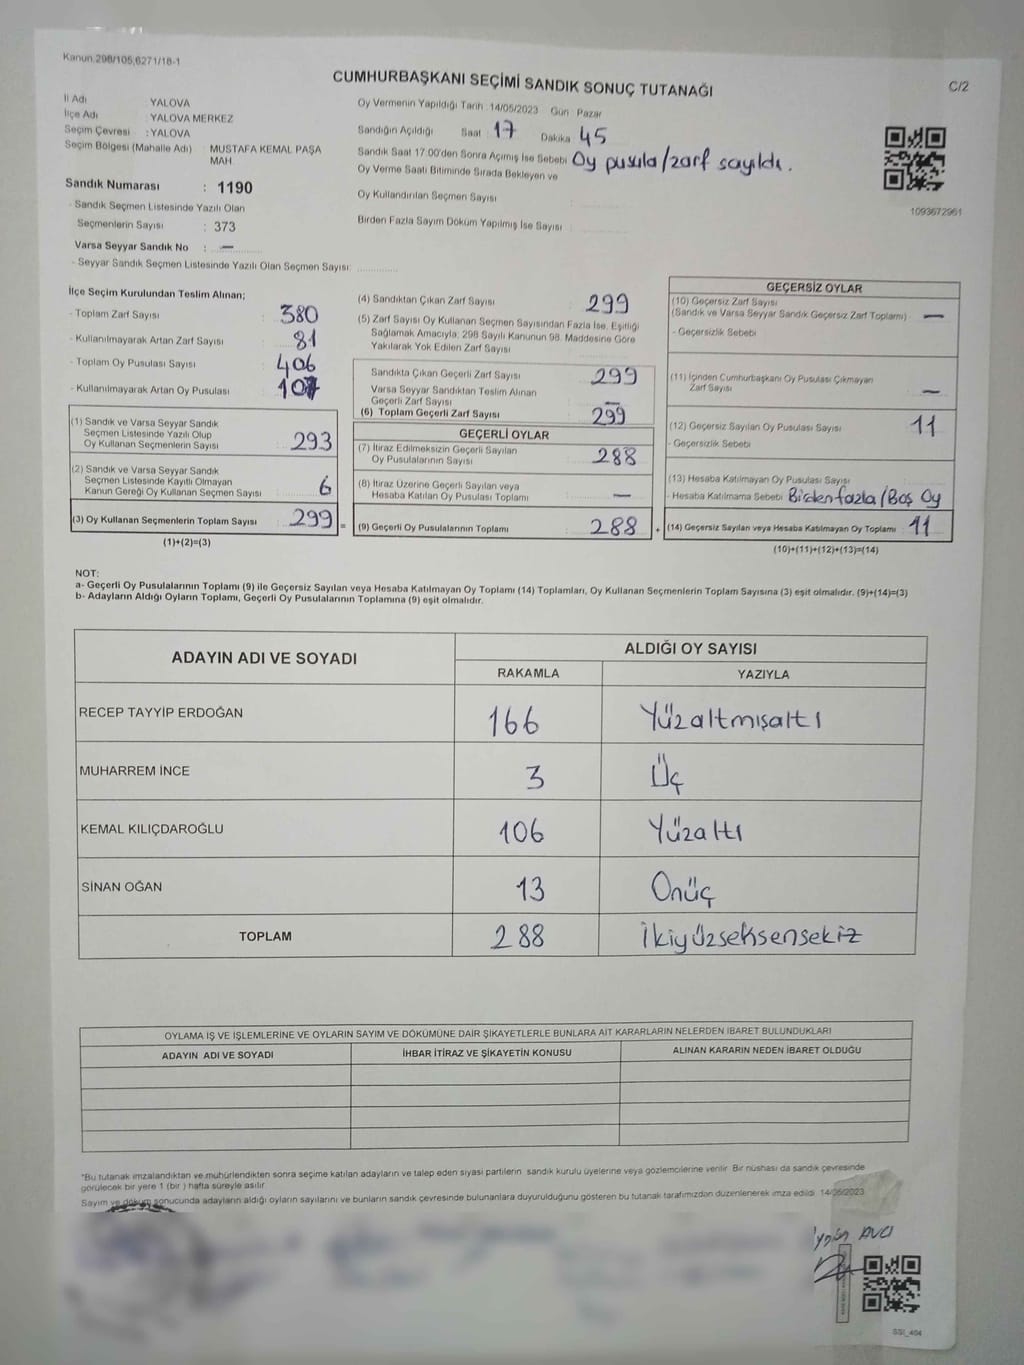 Kanun:298/105,6271/18-1
CUMHURBAŞKANI SEÇİMİ SANDIK SONUÇ TUTANAĞI
C/2
İl Adı : YALOVA
İlçe Adı : YALOVA MERKEZ
Seçim Çevresi : YALOVA
Seçim Bölgesi (Mahalle Adı) : MUSTAFA KEMAL PAŞA
MAH.
Sandık Numarası : 1190
- Sandık Seçmen Listesinde Yazılı Olan
Seçmenlerin Sayısı : 373
Varsa Seyyar Sandık No : —
- Seyyar Sandık Seçmen Listesinde Yazılı Olan Seçmen Sayısı: ..............
Oy Vermenin Yapıldığı Tarih : 14/05/2023 Gün : Pazar
Sandığın Açıldığı Saat : 17 Dakika : 45
Sandık Saat 17:00'den Sonra Açımış İse Sebebi Oy pusula/zarf sayıldı.
Oy Verme Saati Bitiminde Sırada Bekleyen ve
Oy Kullandırılan Seçmen Sayısı :
Birden Fazla Sayım Döküm Yapılmış İse Sayısı :
1093672961
İlçe Seçim Kurulundan Teslim Alınan;
- Toplam Zarf Sayısı : 380
- Kullanılmayarak Artan Zarf Sayısı : 81
- Toplam Oy Pusulası Sayısı : 406
- Kullanılmayarak Artan Oy Pusulası : 107
(1) Sandık ve Varsa Seyyar Sandık
Seçmen Listesinde Yazılı Olup
Oy Kullanan Seçmenlerin Sayısı : 293
(2) Sandık ve Varsa Seyyar Sandık
Seçmen Listesinde Kayıtlı Olmayan
Kanun Gereği Oy Kullanan Seçmen Sayısı : 6
(3) Oy Kullanan Seçmenlerin Toplam Sayısı : 299 =
(1)+(2)=(3)
(4) Sandıktan Çıkan Zarf Sayısı : 299
(5) Zarf Sayısı Oy Kullanan Seçmen Sayısından Fazla İse, Eşitliği
Sağlamak Amacıyla; 298 Sayılı Kanunun 98. Maddesine Göre
Yakılarak Yok Edilen Zarf Sayısı :
Sandıkta Çıkan Geçerli Zarf Sayısı : 299
Varsa Seyyar Sandıktan Teslim Alınan
Geçerli Zarf Sayısı : —
(6) Toplam Geçerli Zarf Sayısı : 299
GEÇERLİ OYLAR
(7) İtiraz Edilmeksizin Geçerli Sayılan
Oy Pusulalarının Sayısı : 288
(8) İtiraz Üzerine Geçerli Sayılan veya
Hesaba Katılan Oy Pusulası Toplamı : —
(9) Geçerli Oy Pusulalarının Toplamı : 288 +
GEÇERSİZ OYLAR
(10) Geçersiz Zarf Sayısı
(Sandık ve Varsa Seyyar Sandık Geçersiz Zarf Toplamı) : —
- Geçersizlik Sebebi :
(11) İçinden Cumhurbaşkanı Oy Pusulası Çıkmayan
Zarf Sayısı : —
(12) Geçersiz Sayılan Oy Pusulası Sayısı : 11
- Geçersizlik Sebebi :
(13) Hesaba Katılmayan Oy Pusulası Sayısı :
- Hesaba Katılmama Sebebi : Birden fazla/Boş Oy
(14) Geçersiz Sayılan veya Hesaba Katılmayan Oy Toplamı : 11
(10)+(11)+(12)+(13)=(14)
NOT:
a- Geçerli Oy Pusulalarının Toplamı (9) ile Geçersiz Sayılan veya Hesaba Katılmayan Oy Toplamı (14) Toplamları, Oy Kullanan Seçmenlerin Toplam Sayısına (3) eşit olmalıdır. (9)+(14)=(3)
b- Adayların Aldığı Oyların Toplamı, Geçerli Oy Pusulalarının Toplamına (9) eşit olmalıdır.
ADAYIN ADI VE SOYADI
ALDIĞI OY SAYISI
RAKAMLA YAZIYLA
RECEP TAYYİP ERDOĞAN 166 Yüzaltmışaltı
MUHARREM İNCE 3 Üç
KEMAL KILIÇDAROĞLU 106 Yüzaltı
SİNAN OĞAN 13 Onüç
TOPLAM 288 İkiyüzseksensekiz
OYLAMA İŞ VE İŞLEMLERİNE VE OYLARIN SAYIM VE DÖKÜMÜNE DAİR ŞİKAYETLERLE BUNLARA AİT KARARLARIN NELERDEN İBARET BULUNDUKLARI
ADAYIN ADI VE SOYADI İHBAR İTİRAZ VE ŞİKAYETİN KONUSU ALINAN KARARIN NEDEN İBARET OLDUĞU
*Bu tutanak imzalandıktan ve mühürlendikten sonra seçime katılan adayların ve talep eden siyasi partilerin sandık kurulu üyelerine veya gözlemcilerine verilir. Bir nüshası da sandık çevresinde
görülecek bir yere 1 (bir ) hafta süreyle asılır.
Sayım ve döküm sonucunda adayların aldığı oyların sayılarını ve bunların sandık çevresinde bulunanlara duyurulduğunu gösteren bu tutanak tarafımızdan düzenlenerek imza edildi. 14/05/2023
AVCI
SSI_404